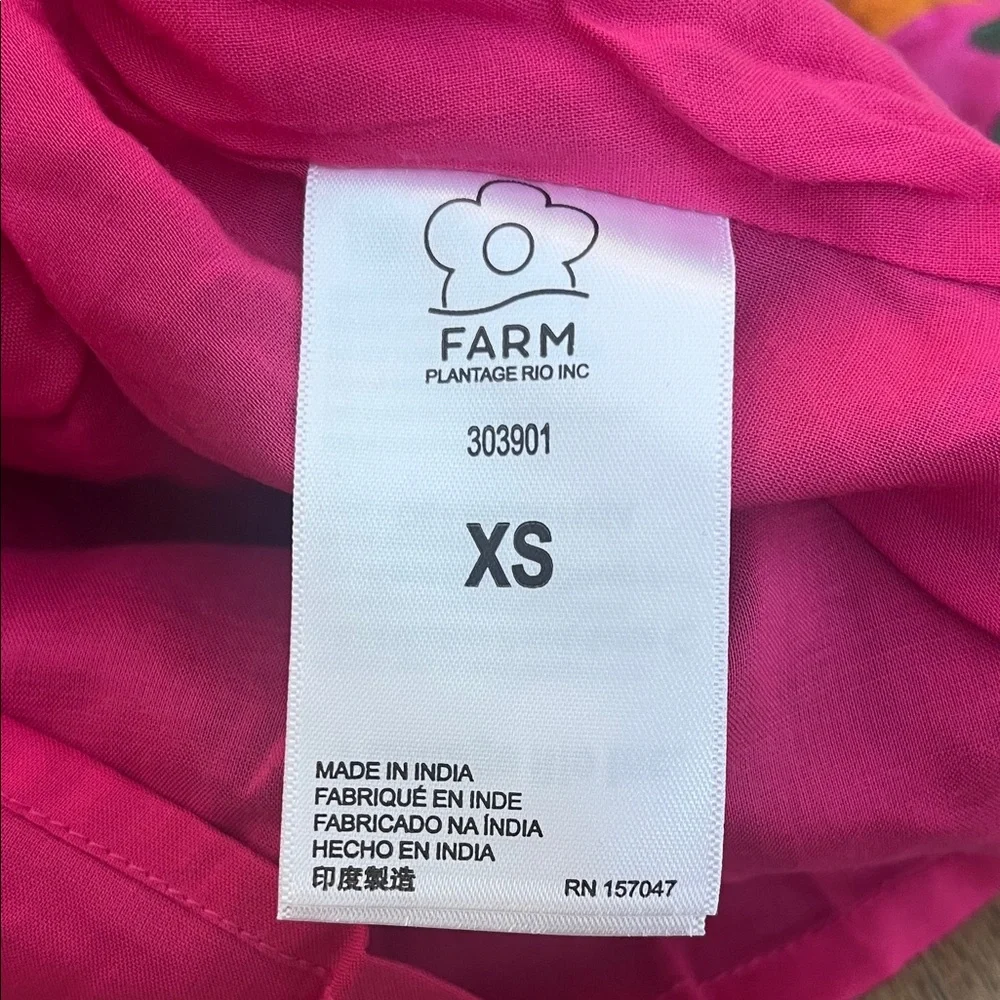 FARM
PLANTAGE RIO INC
303901
XS
MADE IN INDIA
FABRIQUÉ EN INDE
FABRICADO NA ÍNDIA
HECHO EN INDIA
印度製造
RN 157047